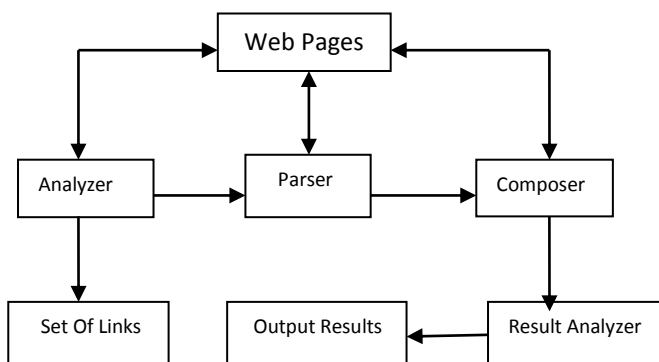 Web Pages
Analyzer
Parser
Composer
Set Of Links
Output Results
Result Analyzer